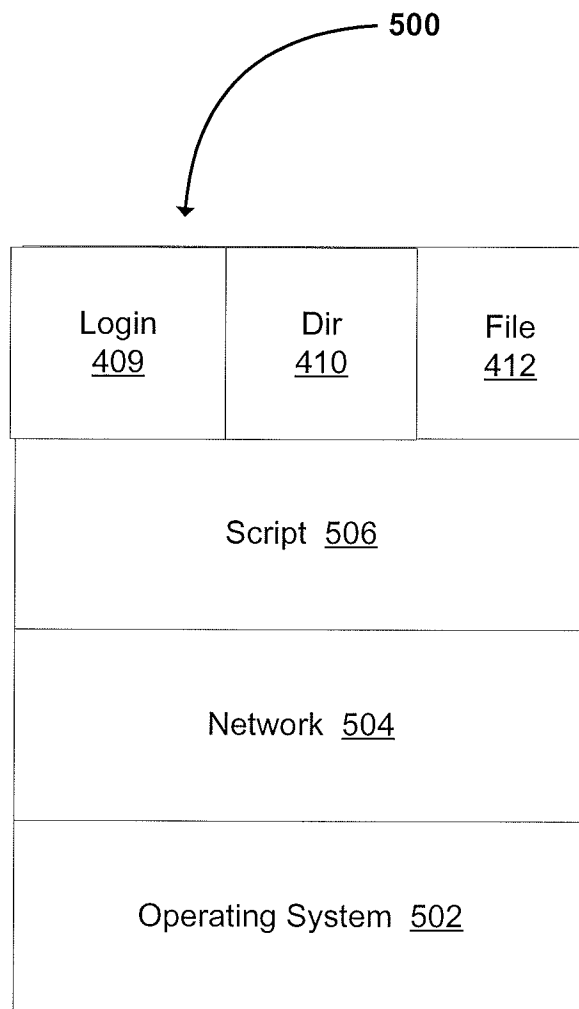 500
Login Dir File
409 410 412
Script 506
Network 504
Operating System 502